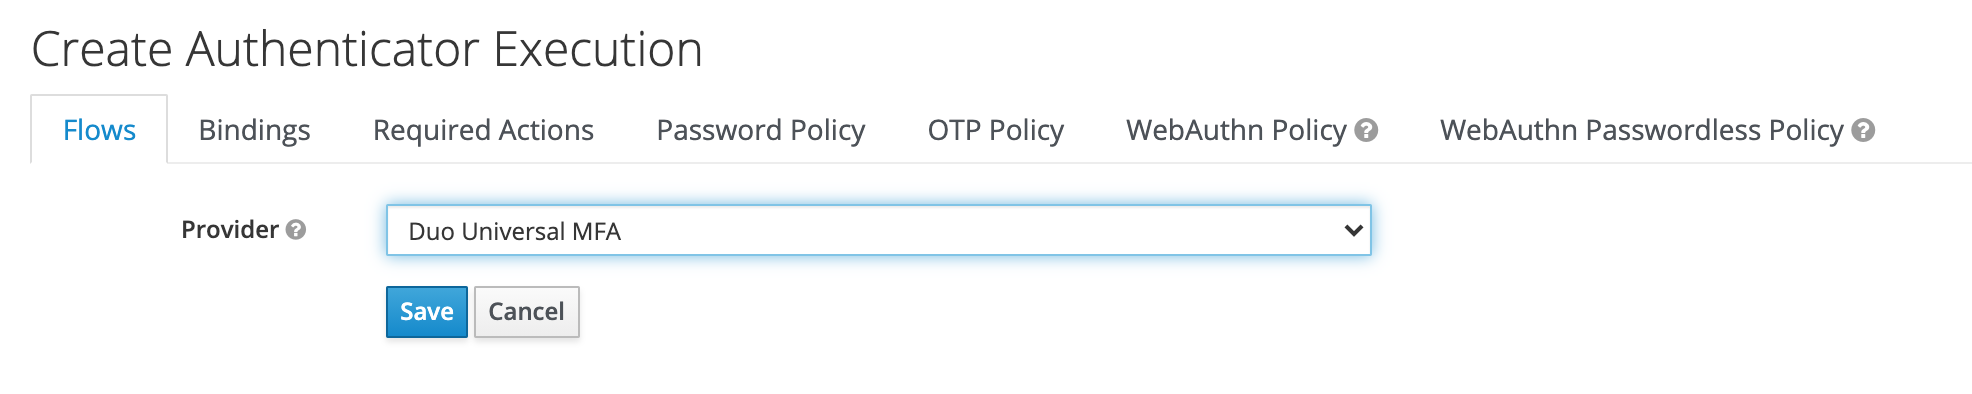 Create Authenticator Execution
Flows Bindings Required Actions Password Policy OTP Policy WebAuthn Policy ? WebAuthn Passwordless Policy ?
Provider ? Duo Universal MFA
Save Cancel